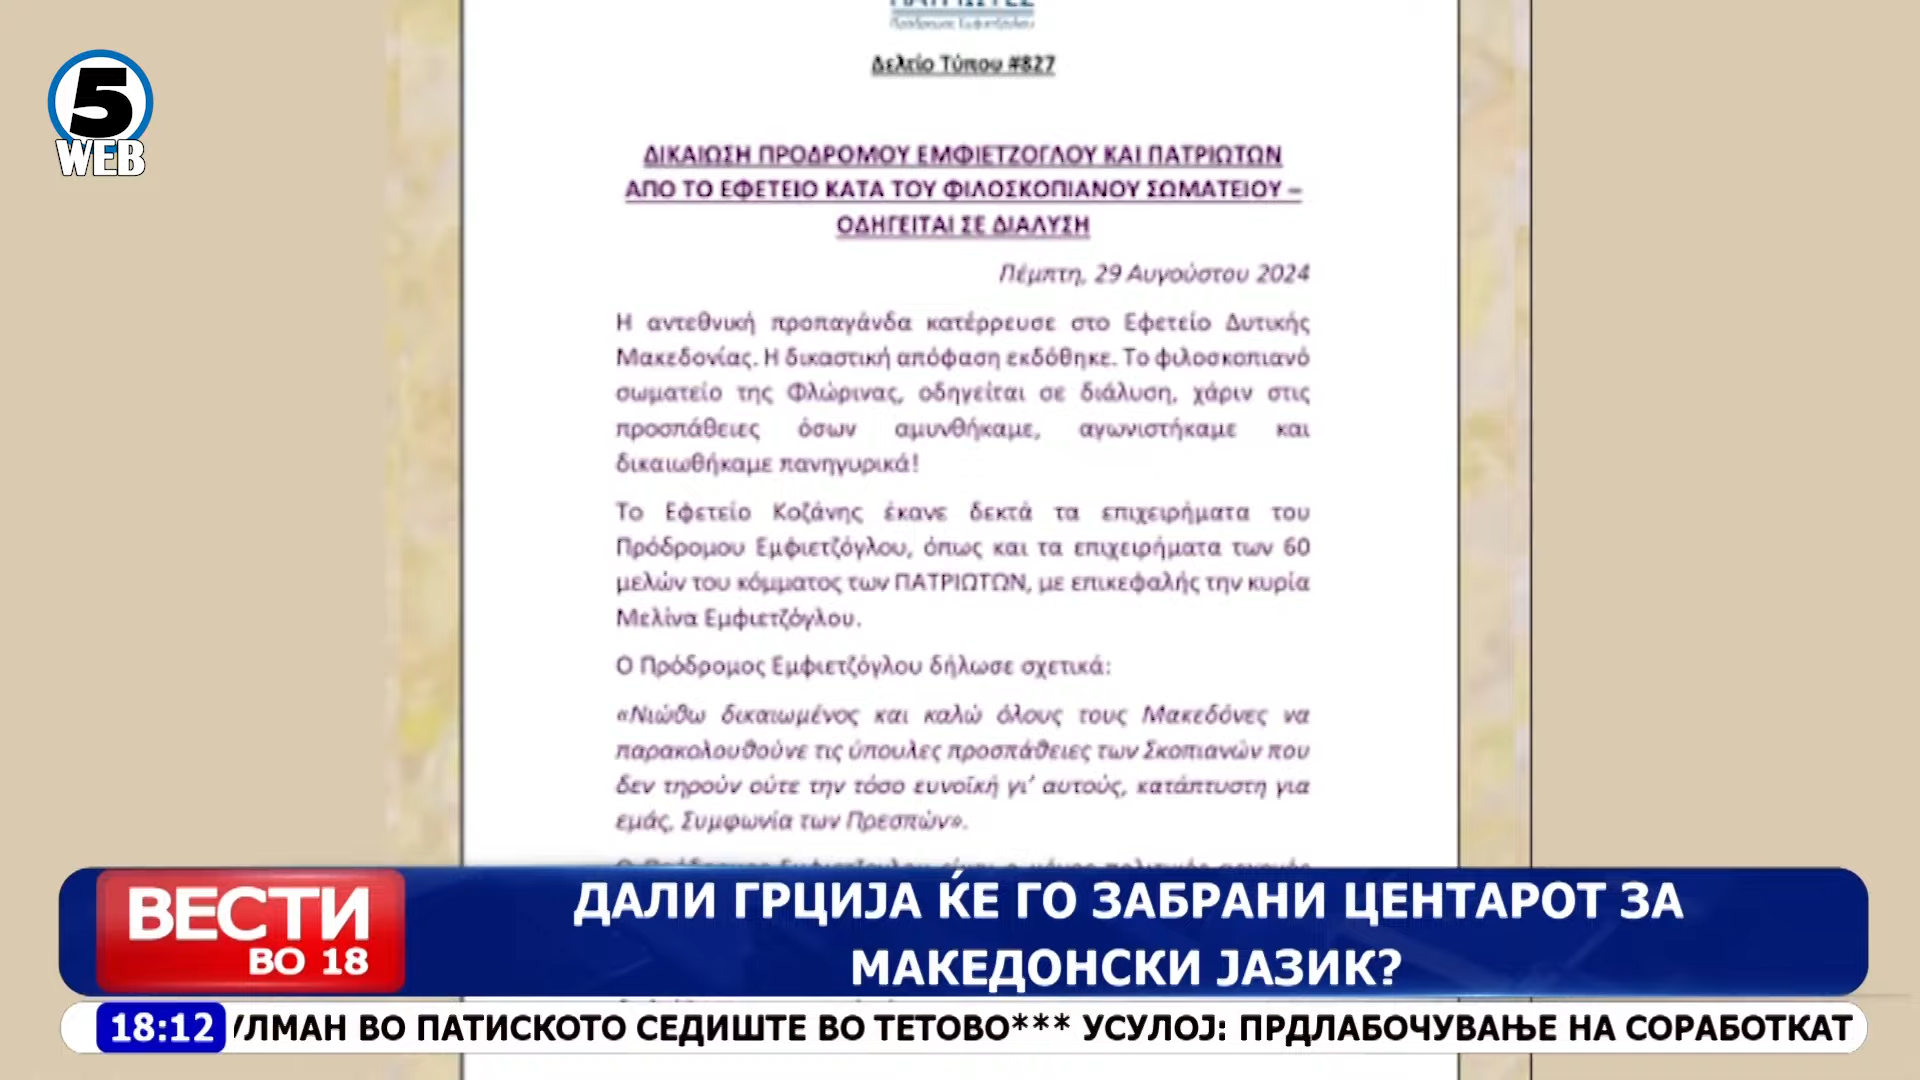 ΠΑΤΡΙΩΤΕΣ
Πρόδρομος Εμφιετζόγλου
Δελτίο Τύπου #827
5
WEB
ΔΙΚΑΙΩΣΗ ΠΡΟΔΡΟΜΟΥ ΕΜΦΙΕΤΖΟΓΛΟΥ ΚΑΙ ΠΑΤΡΙΩΤΩΝ
ΑΠΟ ΤΟ ΕΦΕΤΕΙΟ ΚΑΤΑ ΤΟΥ ΦΙΛΟΣΚΟΠΙΑΝΟΥ ΣΩΜΑΤΕΙΟΥ –
ΟΔΗΓΕΙΤΑΙ ΣΕ ΔΙΑΛΥΣΗ
Πέμπτη, 29 Αυγούστου 2024
Η αντεθνική προπαγάνδα κατέρρευσε στο Εφετείο Δυτικής
Μακεδονίας. Η δικαστική απόφαση εκδόθηκε. Το φιλοσκοπιανό
σωματείο της Φλώρινας, οδηγείται σε διάλυση, χάριν στις
προσπάθειες όσων αμυνθήκαμε, αγωνιστήκαμε και
δικαιωθήκαμε πανηγυρικά!
Το Εφετείο Κοζάνης έκανε δεκτά τα επιχειρήματα του
Πρόδρομου Εμφιετζόγλου, όπως και τα επιχειρήματα των 60
μελών του κόμματος των ΠΑΤΡΙΩΤΩΝ, με επικεφαλής την κυρία
Μελίνα Εμφιετζόγλου.
Ο Πρόδρομος Εμφιετζόγλου δήλωσε σχετικά:
«Νιώθω δικαιωμένος και καλώ όλους τους Μακεδόνες να
παρακολουθούνε τις ύπουλες προσπάθειες των Σκοπιανών που
δεν τηρούν ούτε την τόσο ευνοϊκή γι’ αυτούς, κατάπτυστη για
εμάς, Συμφωνία των Πρεσπών».
ВЕСТИ
ВО 18
ДАЛИ ГРЦИЈА ЌЕ ГО ЗАБРАНИ ЦЕНТАРОТ ЗА
МАКЕДОНСКИ ЈАЗИК?
18:12 УЛМАН ВО ПАТИСКОТО СЕДИШТЕ ВО ТЕТОВО*** УСУЛОЈ: ПРДЛАБОЧУВАЊЕ НА СОРАБОТКАТ